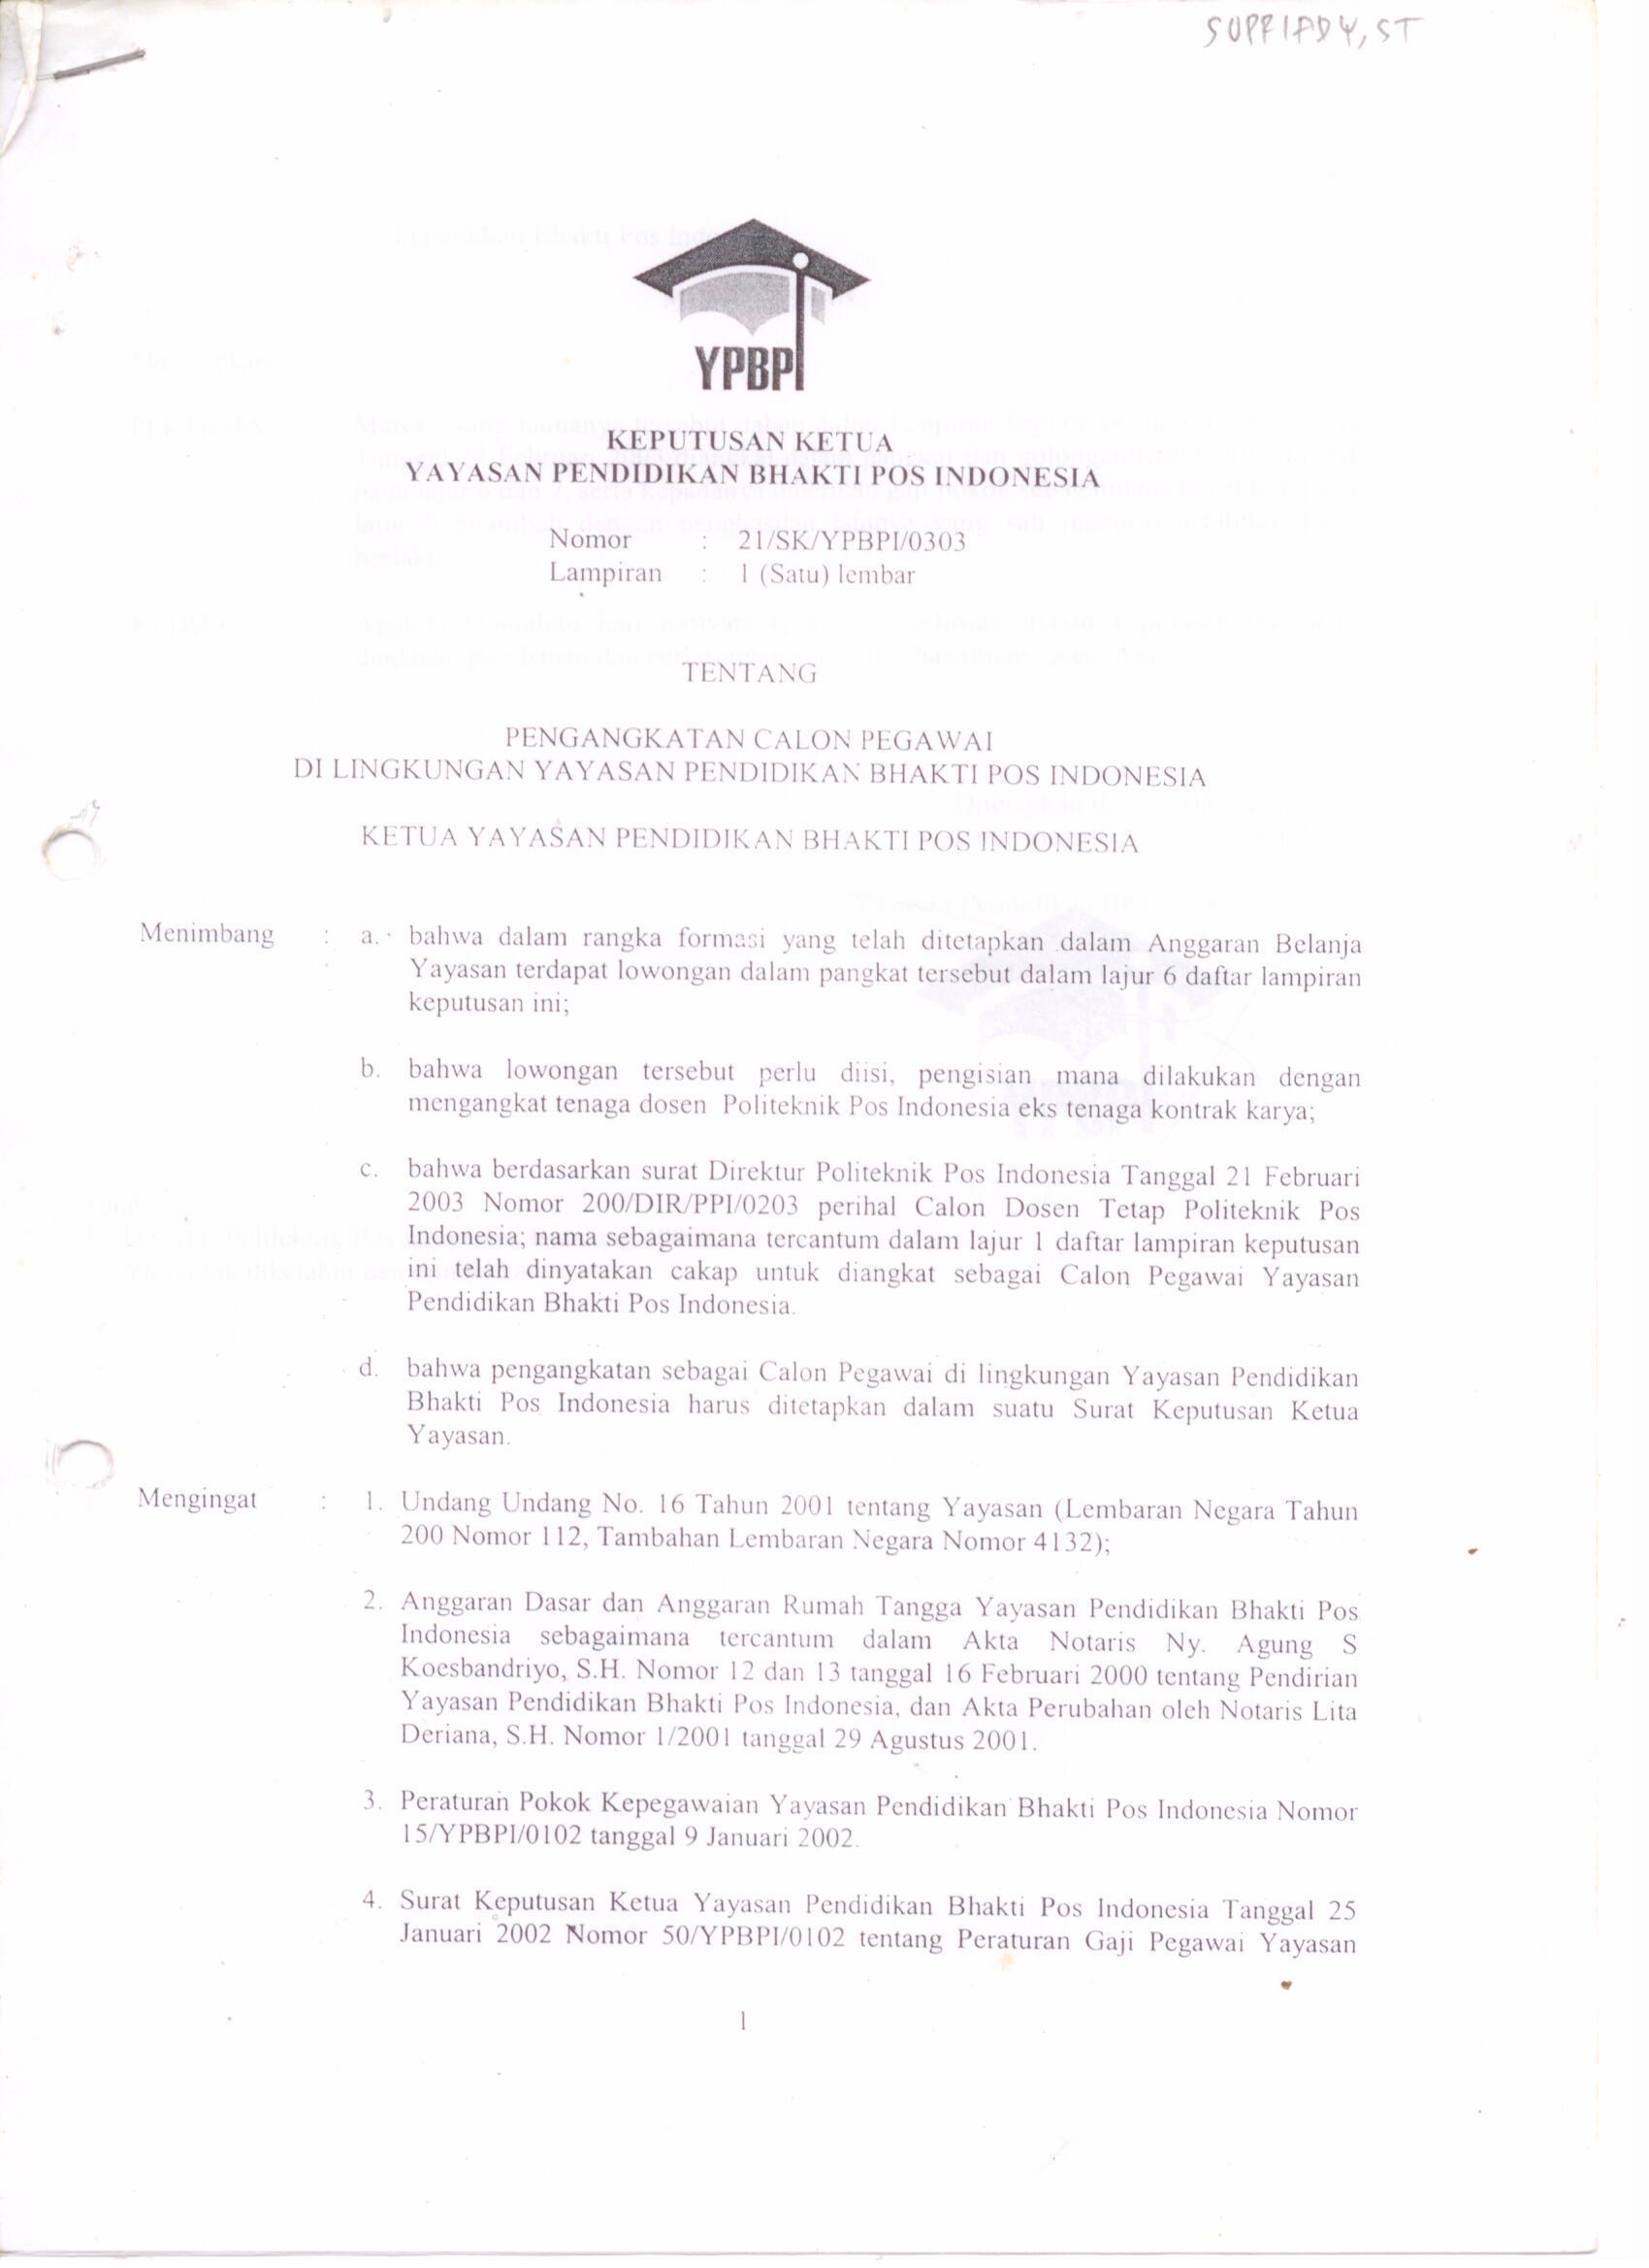 SUPRIADY, ST
YPBPI
KEPUTUSAN KETUA
YAYASAN PENDIDIKAN BHAKTI POS INDONESIA
Nomor : 21/SK/YPBPI/0303
Lampiran : 1 (Satu) lembar
TENTANG
PENGANGKATAN CALON PEGAWAI
DI LINGKUNGAN YAYASAN PENDIDIKAN BHAKTI POS INDONESIA
KETUA YAYASAN PENDIDIKAN BHAKTI POS INDONESIA
Menimbang : a. bahwa dalam rangka formasi yang telah ditetapkan dalam Anggaran Belanja
Yayasan terdapat lowongan dalam pangkat tersebut dalam lajur 6 daftar lampiran
keputusan ini;
b. bahwa lowongan tersebut perlu diisi, pengisian mana dilakukan dengan
mengangkat tenaga dosen Politeknik Pos Indonesia eks tenaga kontrak karya;
c. bahwa berdasarkan surat Direktur Politeknik Pos Indonesia Tanggal 21 Februari
2003 Nomor 200/DIR/PPI/0203 perihal Calon Dosen Tetap Politeknik Pos
Indonesia; nama sebagaimana tercantum dalam lajur 1 daftar lampiran keputusan
ini telah dinyatakan cakap untuk diangkat sebagai Calon Pegawai Yayasan
Pendidikan Bhakti Pos Indonesia.
d. bahwa pengangkatan sebagai Calon Pegawai di lingkungan Yayasan Pendidikan
Bhakti Pos Indonesia harus ditetapkan dalam suatu Surat Keputusan Ketua
Yayasan.
Mengingat : 1. Undang Undang No. 16 Tahun 2001 tentang Yayasan (Lembaran Negara Tahun
200 Nomor 112, Tambahan Lembaran Negara Nomor 4132);
2. Anggaran Dasar dan Anggaran Rumah Tangga Yayasan Pendidikan Bhakti Pos
Indonesia sebagaimana tercantum dalam Akta Notaris Ny. Agung S
Koesbandriyo, S.H. Nomor 12 dan 13 tanggal 16 Februari 2000 tentang Pendirian
Yayasan Pendidikan Bhakti Pos Indonesia, dan Akta Perubahan oleh Notaris Lita
Deriana, S.H. Nomor 1/2001 tanggal 29 Agustus 2001.
3. Peraturan Pokok Kepegawaian Yayasan Pendidikan Bhakti Pos Indonesia Nomor
15/YPBPI/0102 tanggal 9 Januari 2002.
4. Surat Keputusan Ketua Yayasan Pendidikan Bhakti Pos Indonesia Tanggal 25
Januari 2002 Nomor 50/YPBPI/0102 tentang Peraturan Gaji Pegawai Yayasan
1